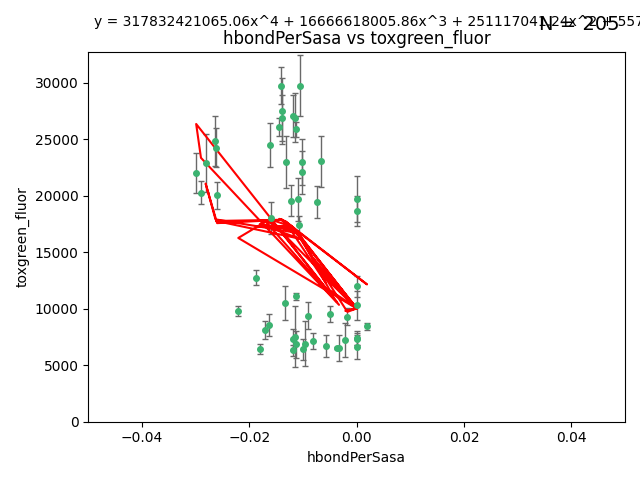 y = 317832421065.06x^4 + 16666618005.86x^3 +
N = 205
hbondPerSasa vs toxgreen_fluor
30000
25000
20000
15000
10000
5000
0
toxgreen_fluor
−0.04 −0.02 0.00 0.02 0.04
hbondPerSasa